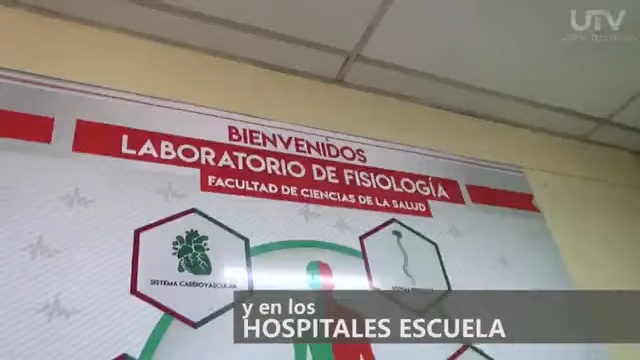 UTV
BIENVENIDOS
LABORATORIO DE FISIOLOGÍA
FACULTAD DE CIENCIAS DE LA SALUD
SISTEMA CARDIOVASCULAR
y en los
HOSPITALES ESCUELA